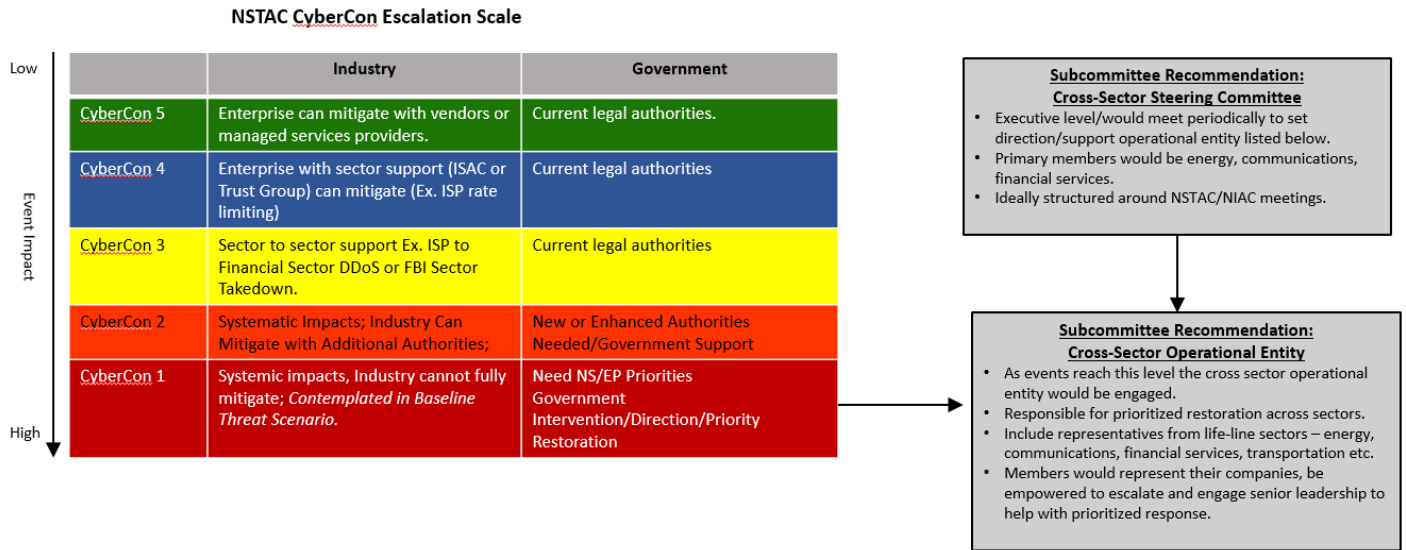 NSTAC CyberCon Escalation Scale
Low
Event Impact
High
Industry
Government
CyberCon 5
Enterprise can mitigate with vendors or
managed services providers.
Current legal authorities.
CyberCon 4
Enterprise with sector support (ISAC or
Trust Group) can mitigate (Ex. ISP rate
limiting)
Current legal authorities
CyberCon 3
Sector to sector support Ex. ISP to
Financial Sector DDoS or FBI Sector
Takedown.
Current legal authorities
CyberCon 2
Systematic Impacts; Industry Can
Mitigate with Additional Authorities;
New or Enhanced Authorities
Needed/Government Support
CyberCon 1
Systemic impacts, Industry cannot fully
mitigate; Contemplated in Baseline
Threat Scenario.
Need NS/EP Priorities
Government
Intervention/Direction/Priority
Restoration
Subcommittee Recommendation:
Cross-Sector Steering Committee
• Executive level/would meet periodically to set
direction/support operational entity listed below.
• Primary members would be energy, communications,
financial services.
• Ideally structured around NSTAC/NIAC meetings.
Subcommittee Recommendation:
Cross-Sector Operational Entity
• As events reach this level the cross sector operational
entity would be engaged.
• Responsible for prioritized restoration across sectors.
• Include representatives from life-line sectors – energy,
communications, financial services, transportation etc.
• Members would represent their companies, be
empowered to escalate and engage senior leadership to
help with prioritized response.